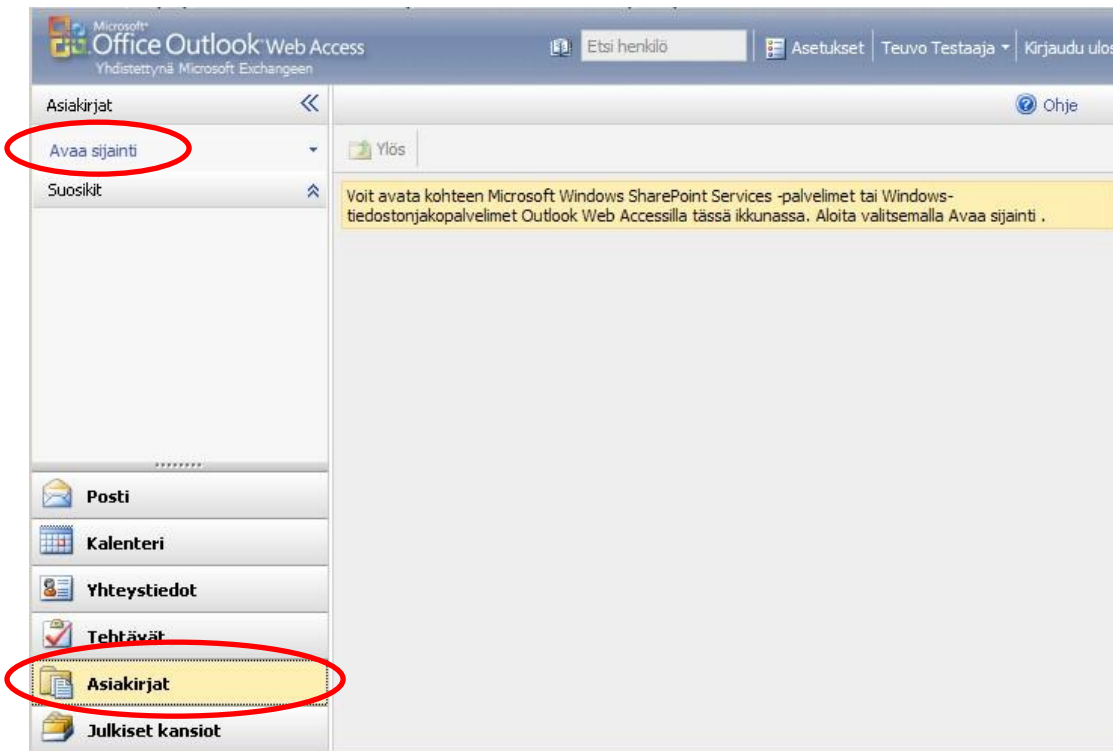 Microsoft
Office Outlook Web Access
Yhdistettynä Microsoft Exchangeen
Etsi henkilö
Asetukset
Teuvo Testaaja
Kirjaudu ulos
Asiakirjat
Ohje
Avaa sijainti
Ylös
Suosikit
Voit avata kohteen Microsoft Windows SharePoint Services -palvelimet tai Windows-
tiedostonjakopalvelimet Outlook Web Accessilla tässä ikkunassa. Aloita valitsemalla Avaa sijainti .
Posti
Kalenteri
Yhteystiedot
Tehtävät
Asiakirjat
Julkiset kansiot